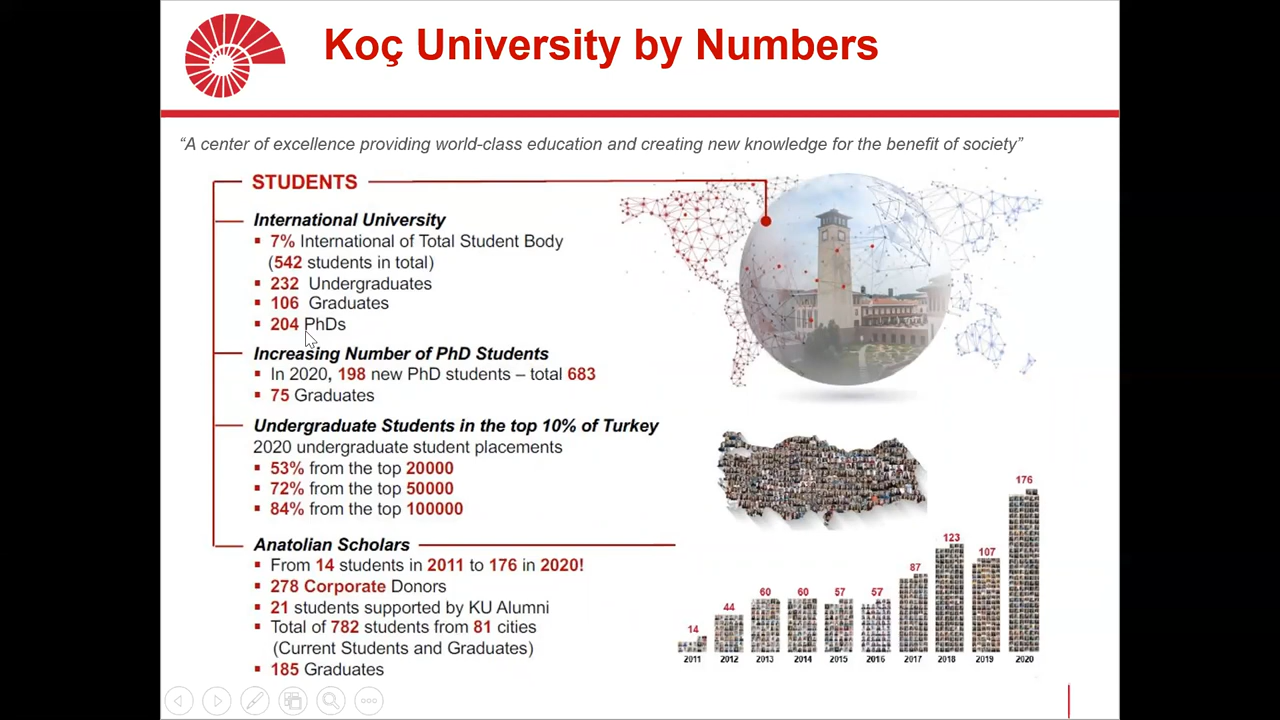 Koç University by Numbers
“A center of excellence providing world-class education and creating new knowledge for the benefit of society”
STUDENTS
International University
7% International of Total Student Body
(542 students in total)
232 Undergraduates
106 Graduates
204 PhDs
Increasing Number of PhD Students
In 2020, 198 new PhD students – total 683
75 Graduates
Undergraduate Students in the top 10% of Turkey
2020 undergraduate student placements
53% from the top 20000
72% from the top 50000
84% from the top 100000
Anatolian Scholars
From 14 students in 2011 to 176 in 2020!
278 Corporate Donors
21 students supported by KU Alumni
Total of 782 students from 81 cities
(Current Students and Graduates)
185 Graduates
14 44 60 60 57 57 87 123 107 176
2011 2012 2013 2014 2015 2016 2017 2018 2019 2020